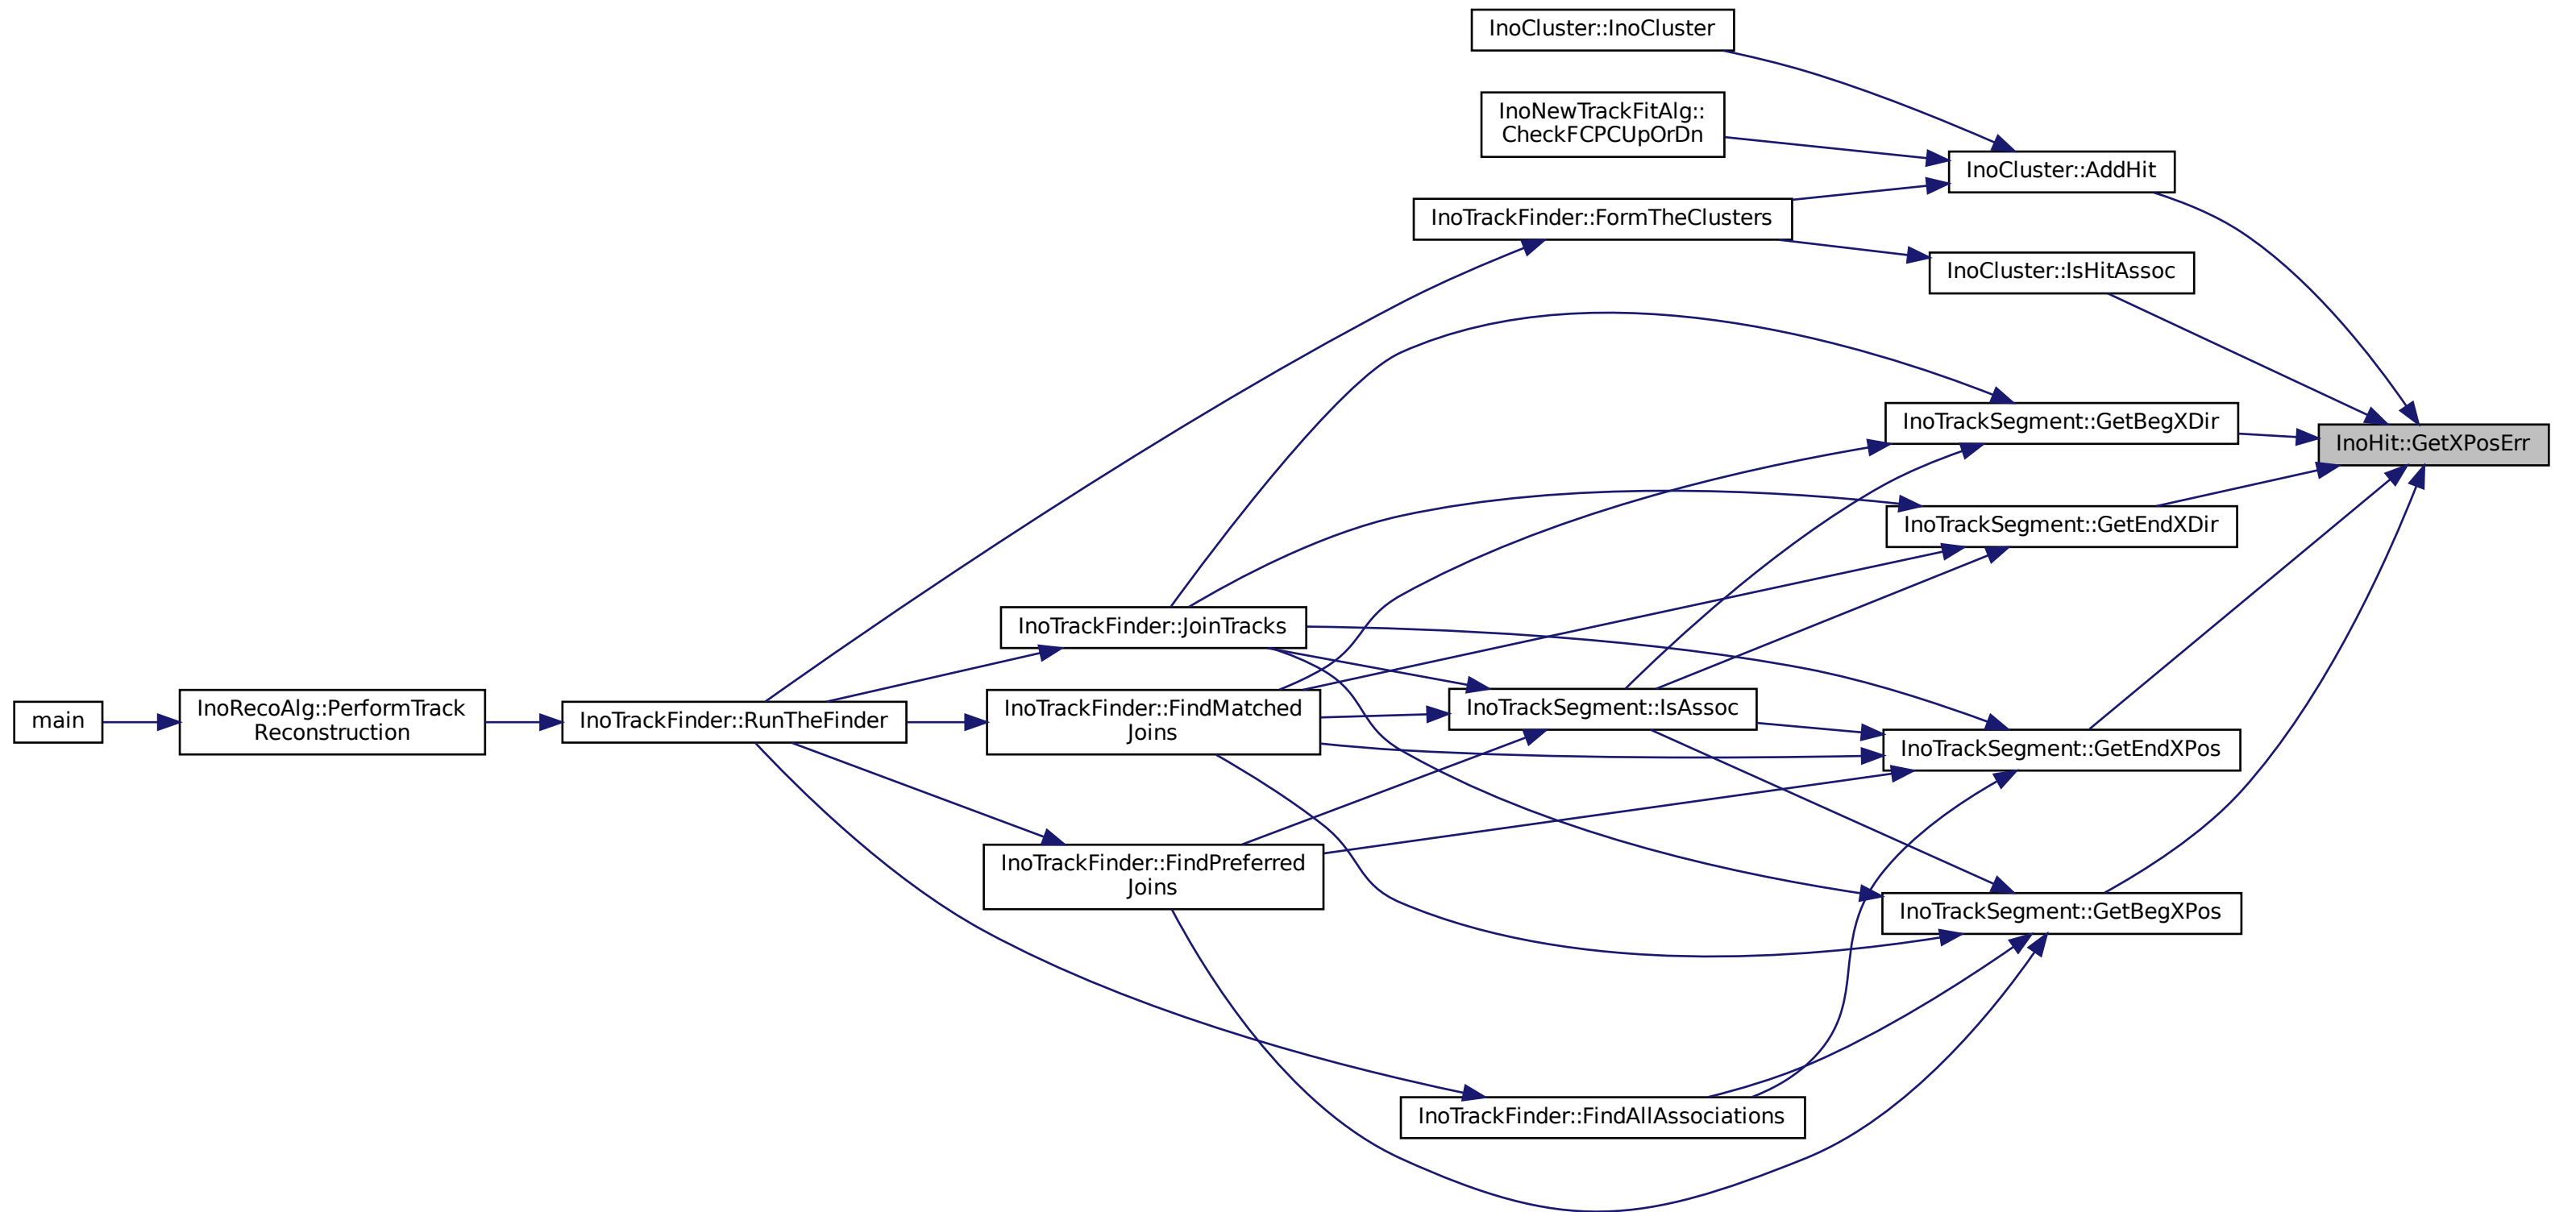 InoCluster::InoCluster
InoNewTrackFitAlg::
CheckFCPCUpOrDn
InoCluster::AddHit
InoTrackFinder::FormTheClusters
InoCluster::IsHitAssoc
InoTrackSegment::GetBegXDir
InoHit::GetXPosErr
InoTrackSegment::GetEndXDir
InoTrackFinder::JoinTracks
main
InoRecoAlg::PerformTrack
Reconstruction
InoTrackFinder::RunTheFinder
InoTrackFinder::FindMatched
Joins
InoTrackSegment::IsAssoc
InoTrackSegment::GetEndXPos
InoTrackFinder::FindPreferred
Joins
InoTrackSegment::GetBegXPos
InoTrackFinder::FindAllAssociations